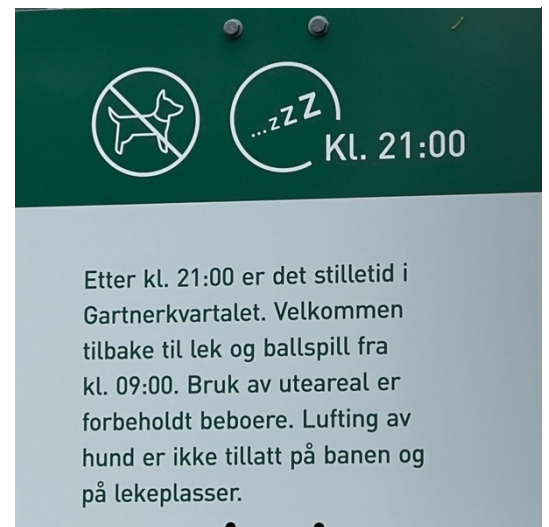 ...zzZ
Kl. 21:00
Etter kl. 21:00 er det stilletid i
Gartnerkvartalet. Velkommen
tilbake til lek og ballspill fra
kl. 09:00. Bruk av uteareal er
forbeholdt beboere. Lufting av
hund er ikke tillatt på banen og
på lekeplasser.